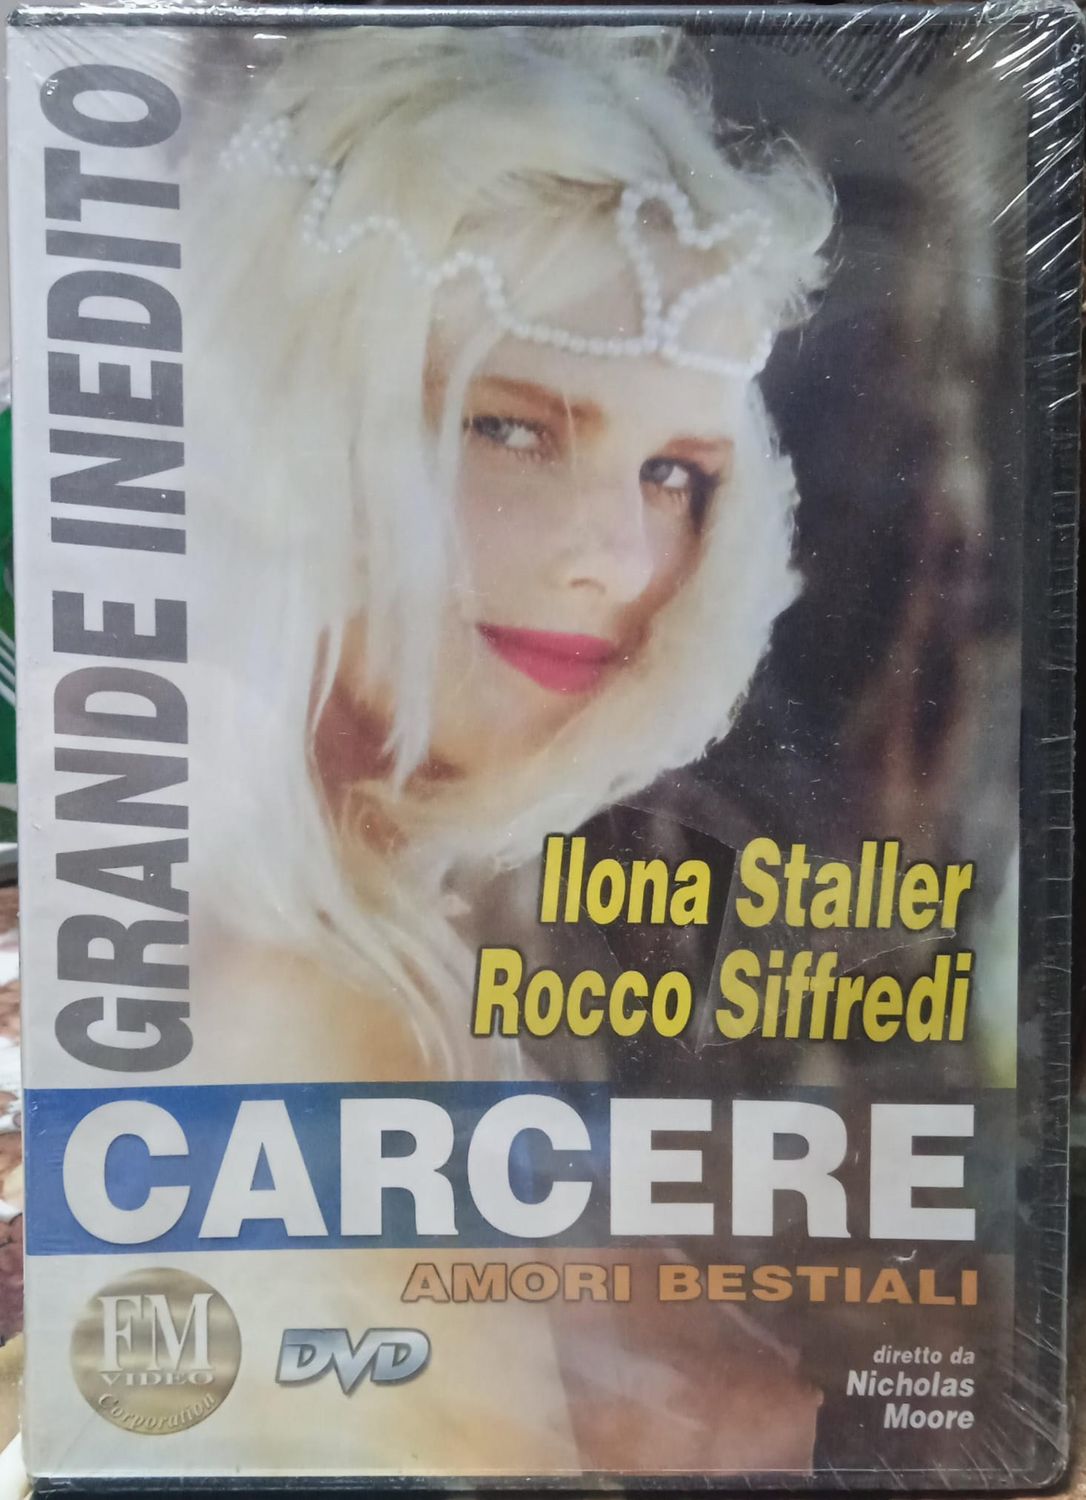 GRANDE INEDITO
Ilona Staller
Rocco Siffredi
CARCERE
AMORI BESTIALI
FM
VIDEO
Corporation
DVD
diretto da
Nicholas
Moore